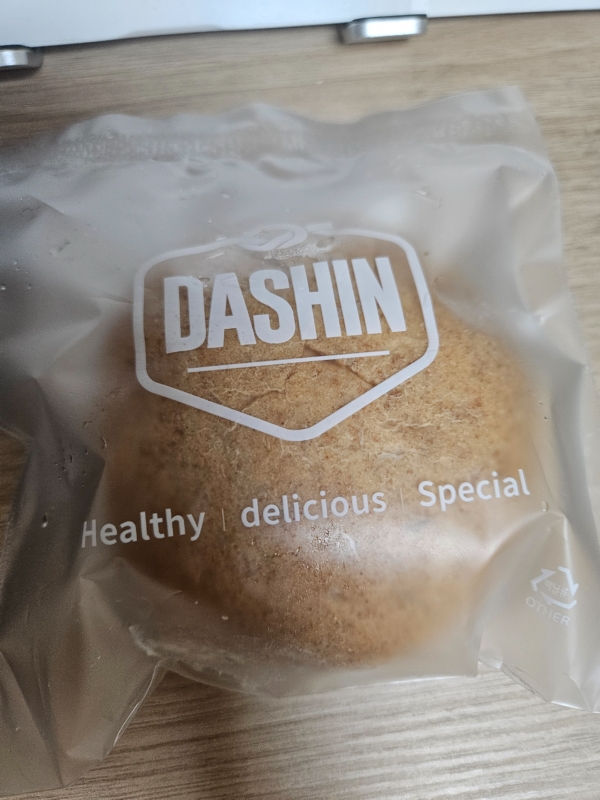 DASHIN
Healthy | delicious | Special
OTHER